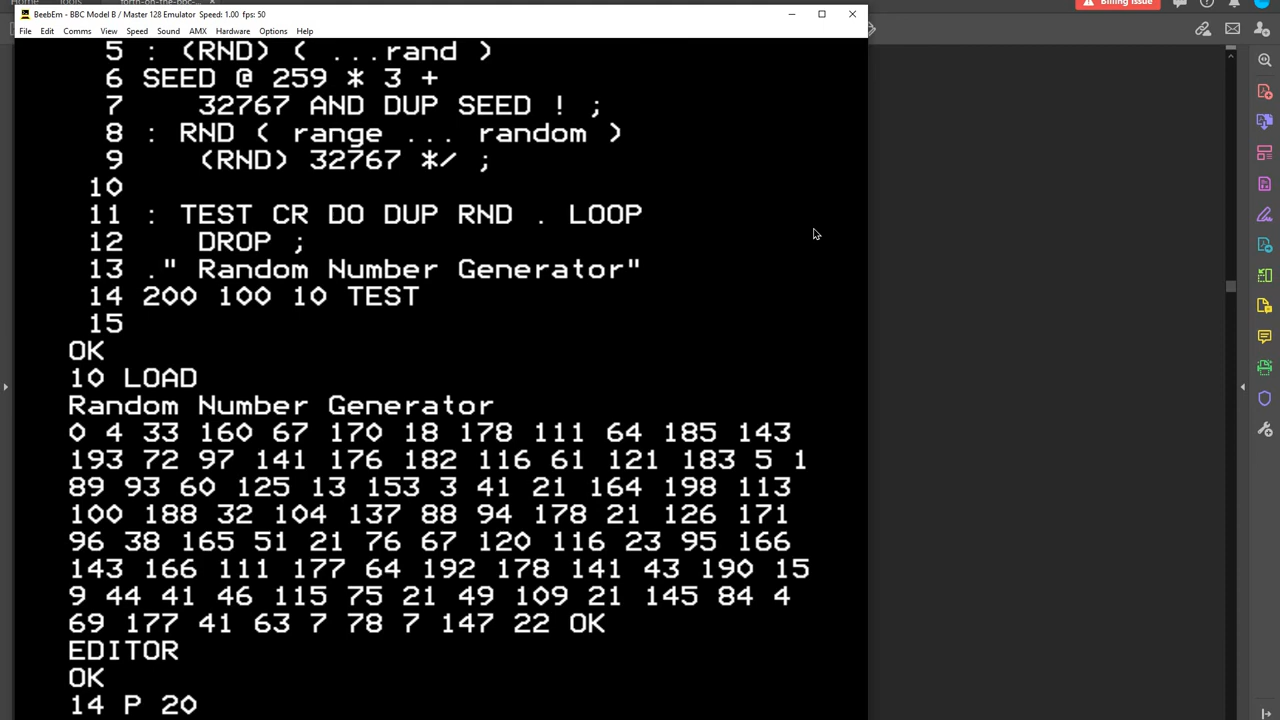 Home Tools forth-on-the-bbc-...
Billing Issue
BeebEm - BBC Model B / Master 128 Emulator Speed: 1.00 fps: 50
File Edit Comms View Speed Sound AMX Hardware Options Help
5 : (RND) ( ...rand )
6 SEED @ 259 * 3 +
7 32767 AND DUP SEED ! ;
8 : RND ( range ... random )
9 (RND) 32767 */ ;
10
11 : TEST CR DO DUP RND . LOOP
12 DROP ;
13 ." Random Number Generator"
14 200 100 10 TEST
15
OK
10 LOAD
Random Number Generator
0 4 33 160 67 170 18 178 111 64 185 143
193 72 97 141 176 182 116 61 121 183 5 1
89 93 60 125 13 153 3 41 21 164 198 113
100 188 32 104 137 88 94 178 21 126 171
96 38 165 51 21 76 67 120 116 23 95 166
143 166 111 177 64 192 178 141 43 190 15
9 44 41 46 115 75 21 49 109 21 145 84 4
69 177 41 63 7 78 7 147 22 OK
EDITOR
OK
14 P 20